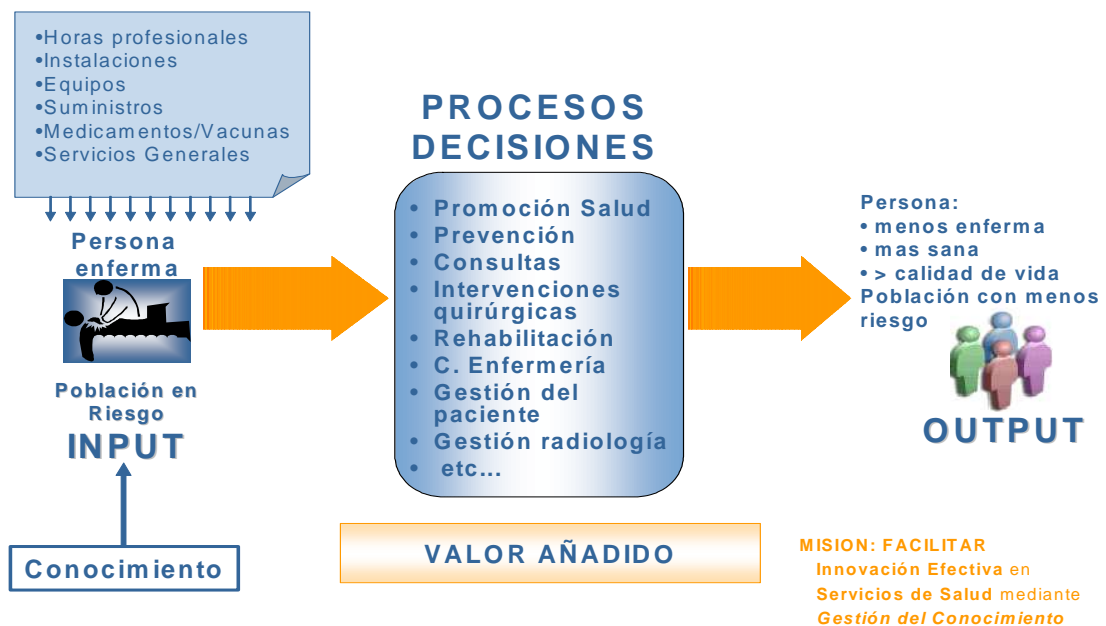 •Horas profesionales
•Instalaciones
•Equipos
•Suministros
•Medicamentos/Vacunas
•Servicios Generales
Persona
enferma
Población en
Riesgo
INPUT
Conocimiento
PROCESOS
DECISIONES
• Promoción Salud
• Prevención
• Consultas
• Intervenciones
quirúrgicas
• Rehabilitación
• C. Enfermería
• Gestión del
paciente
• Gestión radiología
• etc...
VALOR AÑADIDO
Persona:
• menos enferma
• mas sana
• > calidad de vida
Población con menos
riesgo
OUTPUT
MISION: FACILITAR
Innovación Efectiva en
Servicios de Salud mediante
Gestión del Conocimiento